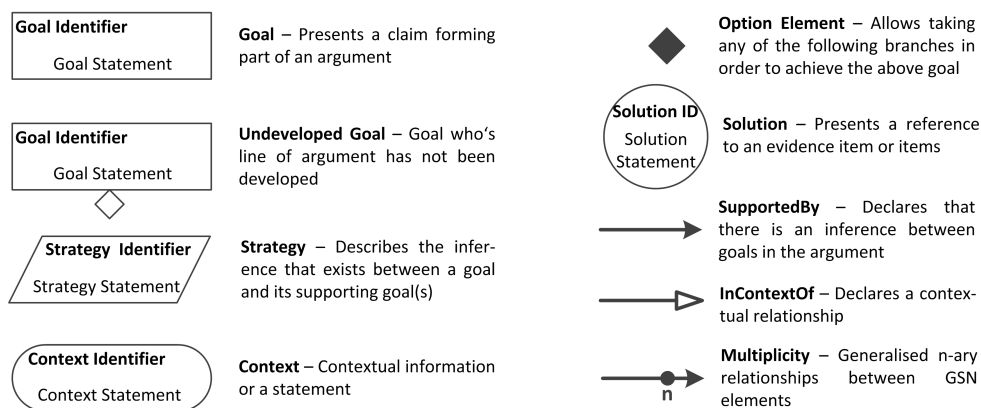 Goal Identifier
Goal Statement
Goal – Presents a claim forming
part of an argument
Goal Identifier
Goal Statement
Undeveloped Goal – Goal who‘s
line of argument has not been
developed
Strategy Identifier
Strategy Statement
Strategy – Describes the infer-
ence that exists between a goal
and its supporting goal(s)
Context Identifier
Context Statement
Context – Contextual information
or a statement
Option Element – Allows taking
any of the following branches in
order to achieve the above goal
Solution ID
Solution
Statement
Solution – Presents a reference
to an evidence item or items
SupportedBy – Declares that
there is an inference between
goals in the argument
InContextOf – Declares a contex-
tual relationship
n
Multiplicity – Generalised n-ary
relationships between GSN
elements